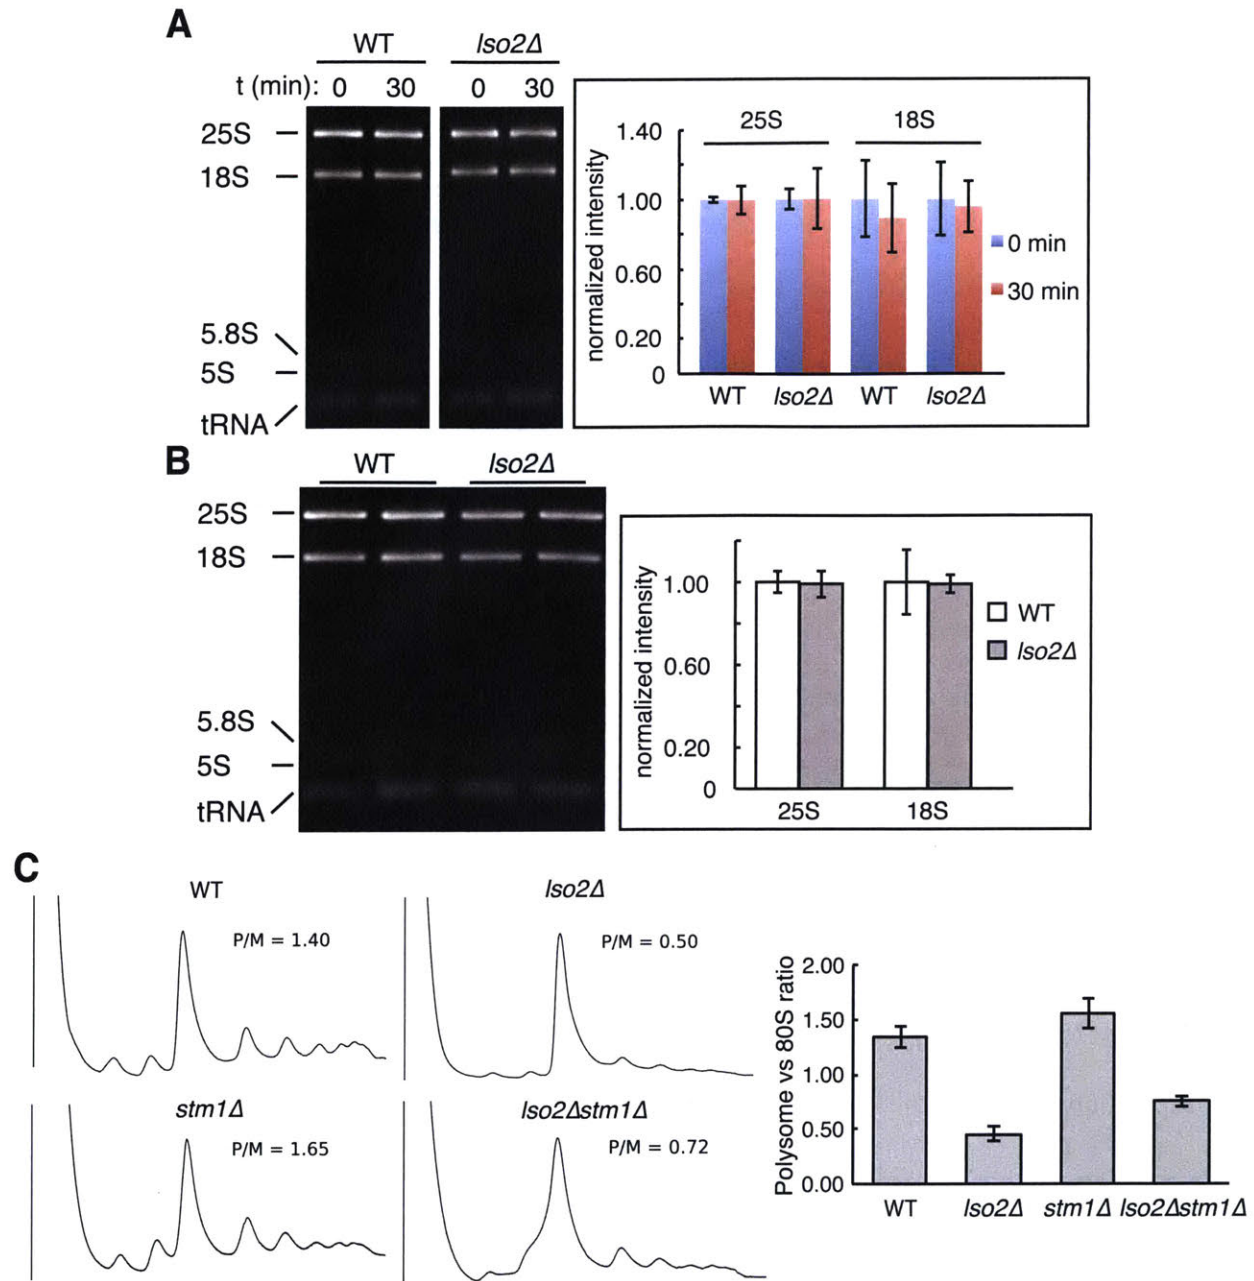 A
WT lso2Δ
t (min): 0 30 0 30
25S
18S
5.8S
5S
tRNA
normalized intensity
1.40
1.00
0.60
0.20
0
25S 18S
WT lso2Δ WT lso2Δ
0 min
30 min
B
WT lso2Δ
25S
18S
5.8S
5S
tRNA
normalized intensity
1.00
0.60
0.20
0
25S 18S
WT
lso2Δ
C
WT
P/M = 1.40
lso2Δ
P/M = 0.50
stm1Δ
P/M = 1.65
lso2Δstm1Δ
P/M = 0.72
Polysome vs 80S ratio
2.00
1.50
1.00
0.50
0.00
WT lso2Δ stm1Δ lso2Δstm1Δ